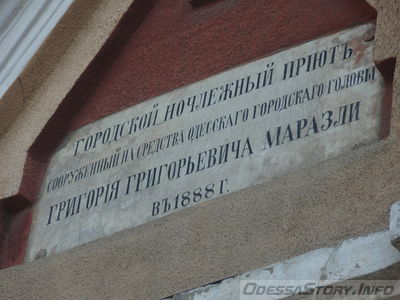 ГОРОДСКОЙ НОЧЛЕЖНЫЙ ПРІЮТЪ
СООРУЖЕННЫЙ НА СРЕДСТВА ОДЕССКАГО ГОРОДСКАГО ГОЛОВЫ
ГРИГОРІЯ ГРИГОРЬЕВИЧА МАРАЗЛИ
ВЪ 1888 Г.
OdessaStory.Info